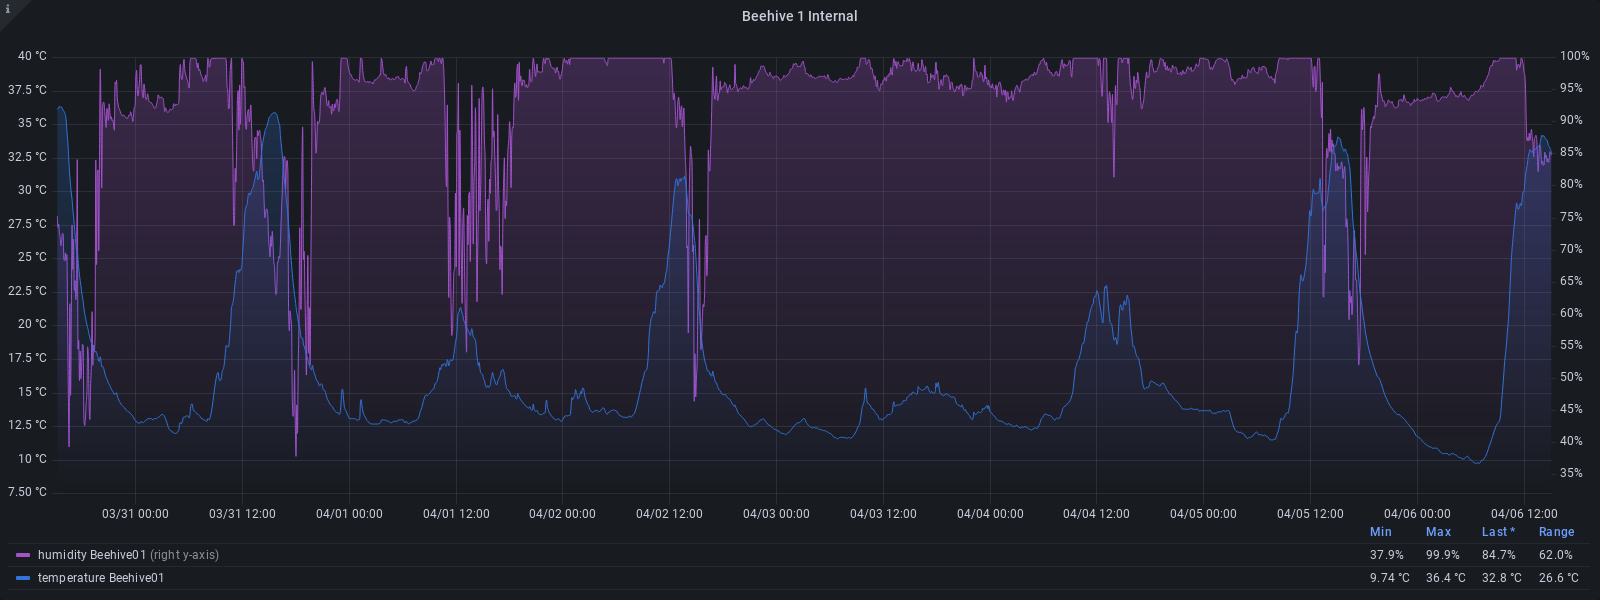 i
Beehive 1 Internal
40 °C
37.5 °C
35 °C
32.5 °C
30 °C
27.5 °C
25 °C
22.5 °C
20 °C
17.5 °C
15 °C
12.5 °C
10 °C
7.50 °C
100%
95%
90%
85%
80%
75%
70%
65%
60%
55%
50%
45%
40%
35%
03/31 00:00 03/31 12:00 04/01 00:00 04/01 12:00 04/02 00:00 04/02 12:00 04/03 00:00 04/03 12:00 04/04 00:00 04/04 12:00 04/05 00:00 04/05 12:00 04/06 00:00 04/06 12:00
Min Max Last * Range
humidity Beehive01 (right y-axis) 37.9% 99.9% 84.7% 62.0%
temperature Beehive01 9.74 °C 36.4 °C 32.8 °C 26.6 °C